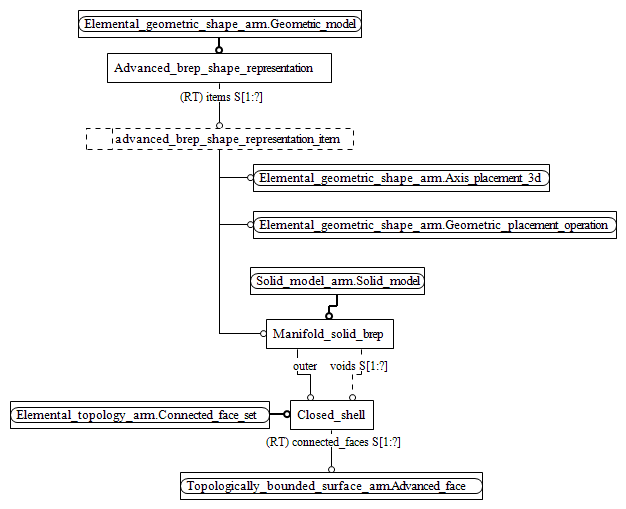 Elemental_geometric_shape_arm.Geometric_model
Advanced_brep_shape_representation
(RT) items S[1:?]
advanced_brep_shape_representation_item
Elemental_geometric_shape_arm.Axis_placement_3d
Elemental_geometric_shape_arm.Geometric_placement_operation
Solid_model_arm.Solid_model
Manifold_solid_brep
outer voids S[1:?]
Elemental_topology_arm.Connected_face_set
Closed_shell
(RT) connected_faces S[1:?]
Topologically_bounded_surface_arm.Advanced_face